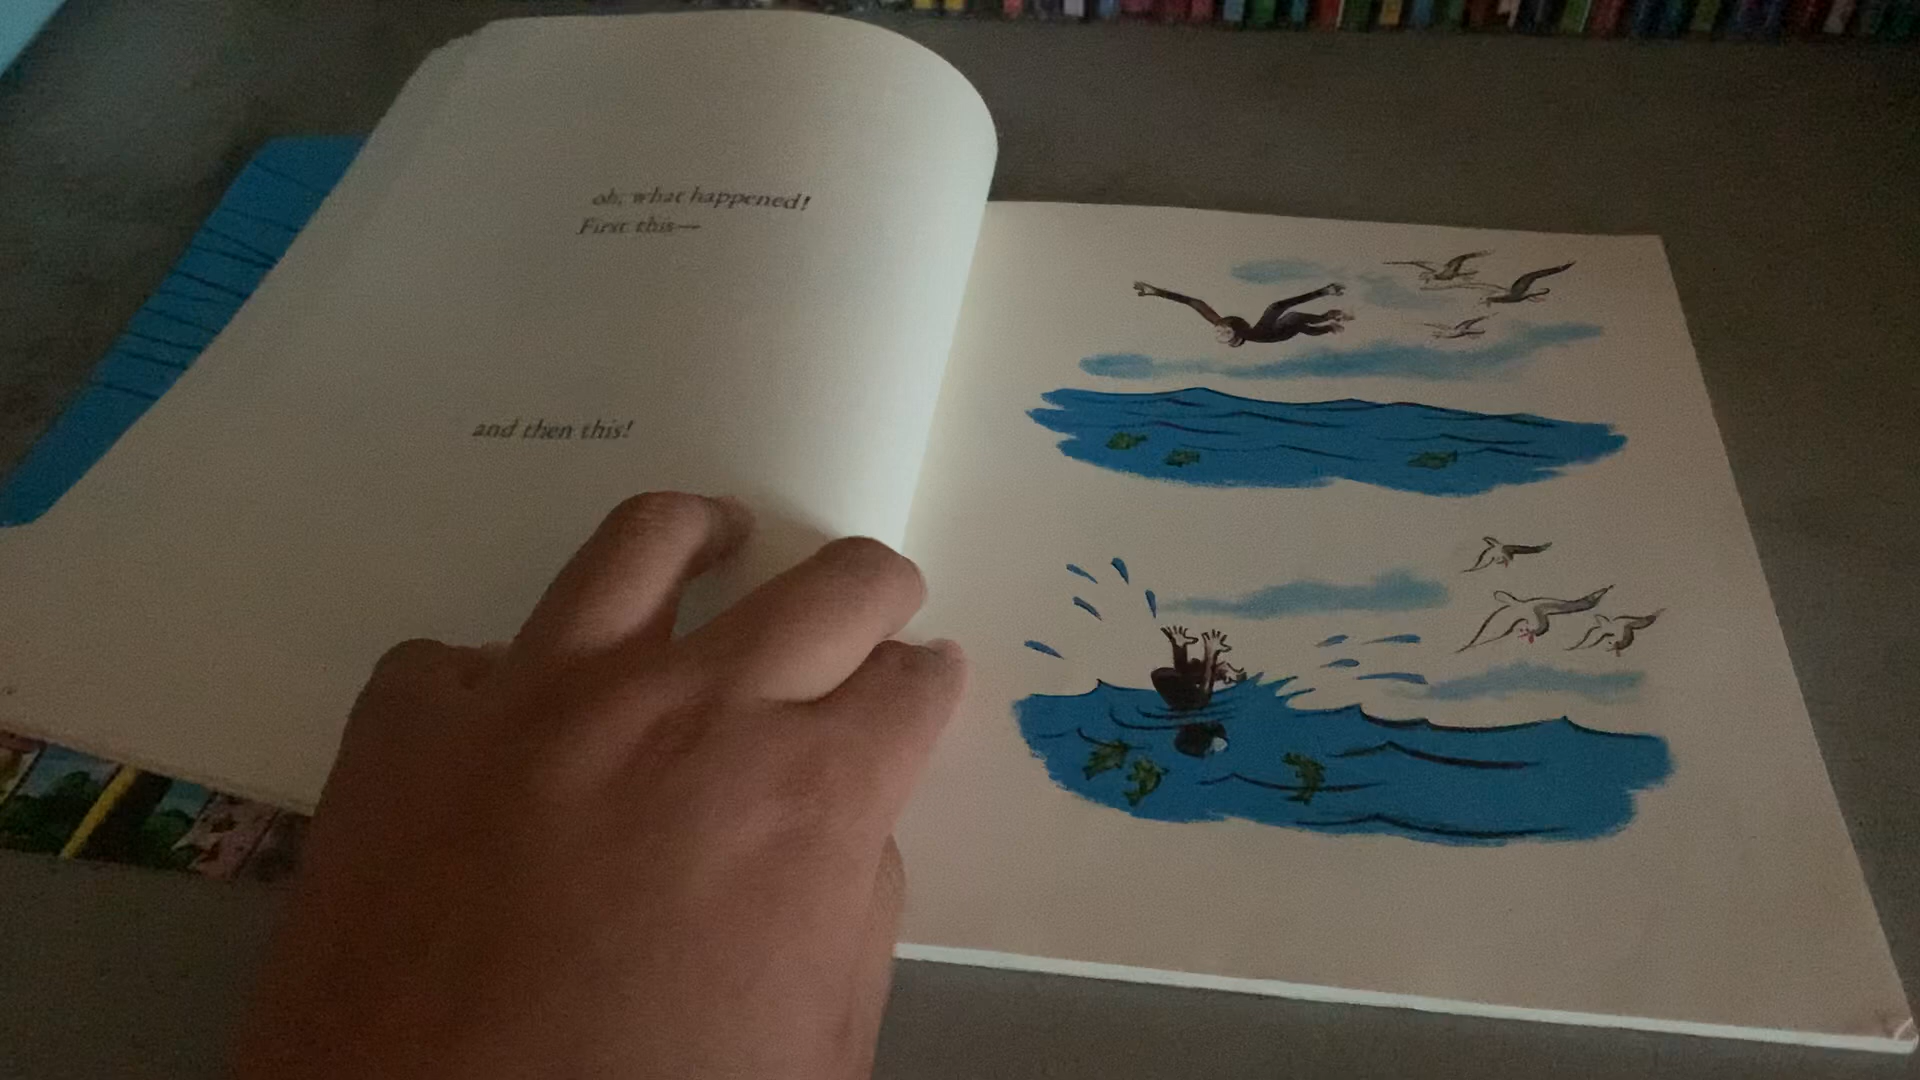 oh, what happened!
First this—
and then this!